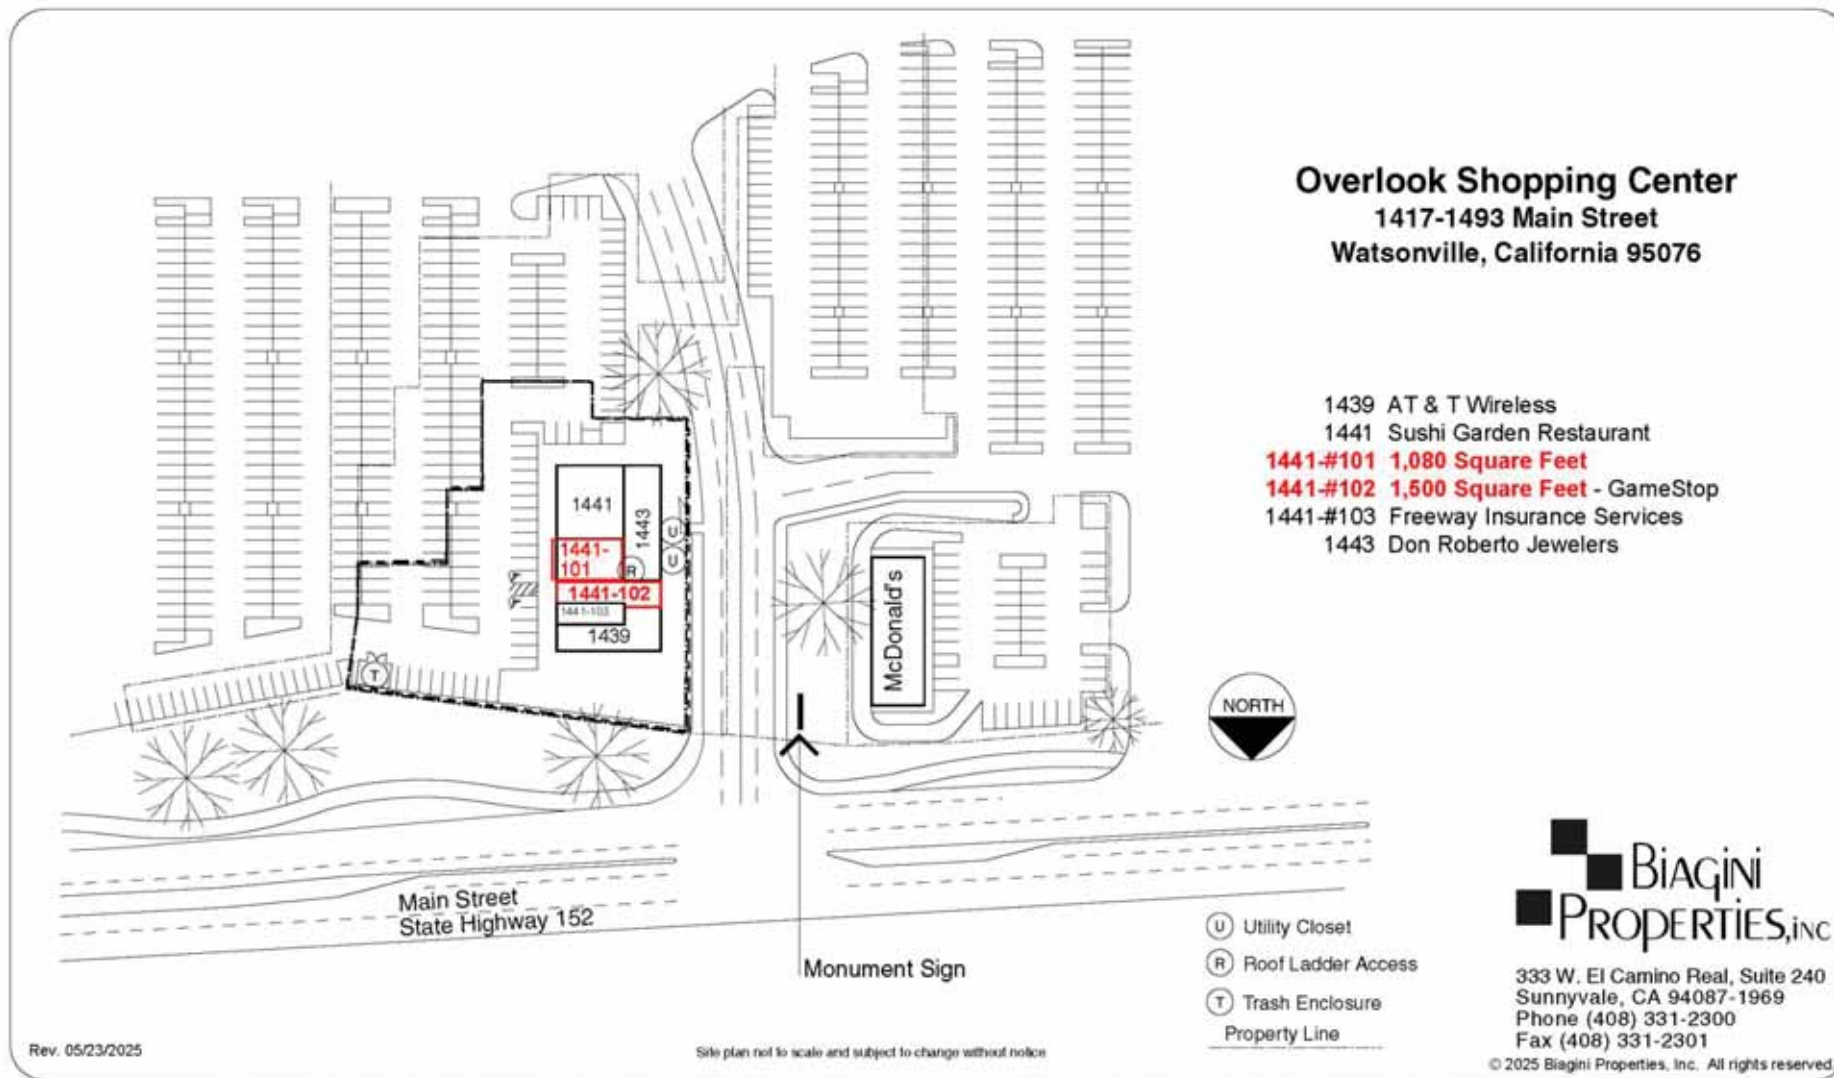 Overlook Shopping Center
1417-1493 Main Street
Watsonville, California 95076
1439 AT & T Wireless
1441 Sushi Garden Restaurant
1441-#101 1,080 Square Feet
1441-#102 1,500 Square Feet - GameStop
1441-#103 Freeway Insurance Services
1443 Don Roberto Jewelers
1441
1443
U
U
1441-
101
R
1441-102
1441-103
1439
T
McDonald's
NORTH
Main Street
State Highway 152
Monument Sign
U Utility Closet
R Roof Ladder Access
T Trash Enclosure
Property Line
BiAGiNi
PROPERTiES,iNC
333 W. El Camino Real, Suite 240
Sunnyvale, CA 94087-1969
Phone (408) 331-2300
Fax (408) 331-2301
© 2025 Biagini Properties, Inc. All rights reserved.
Rev. 05/23/2025
Site plan not to scale and subject to change without notice